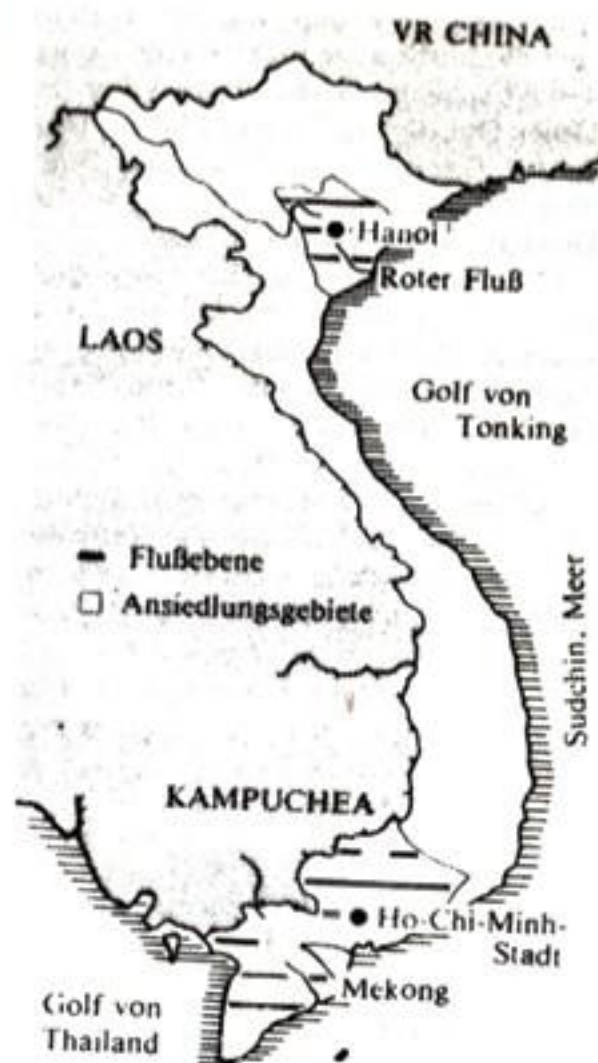 VR CHINA
Hanoi
Roter Fluß
LAOS
Golf von
Tonking
Flußebene
Ansiedlungsgebiete
Sudchin. Meer
KAMPUCHEA
Ho-Chi-Minh-
Stadt
Mekong
Golf von
Thailand